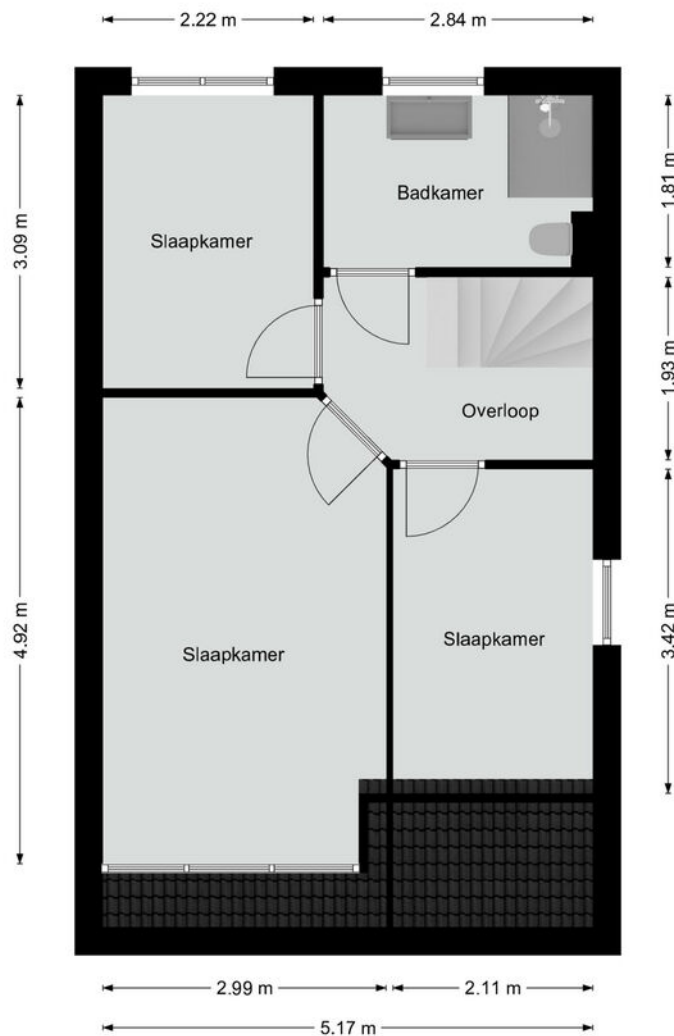 2.22 m
2.84 m
3.09 m
1.81 m
Badkamer
Slaapkamer
1.93 m
Overloop
4.92 m
3.42 m
Slaapkamer
Slaapkamer
2.99 m
2.11 m
5.17 m